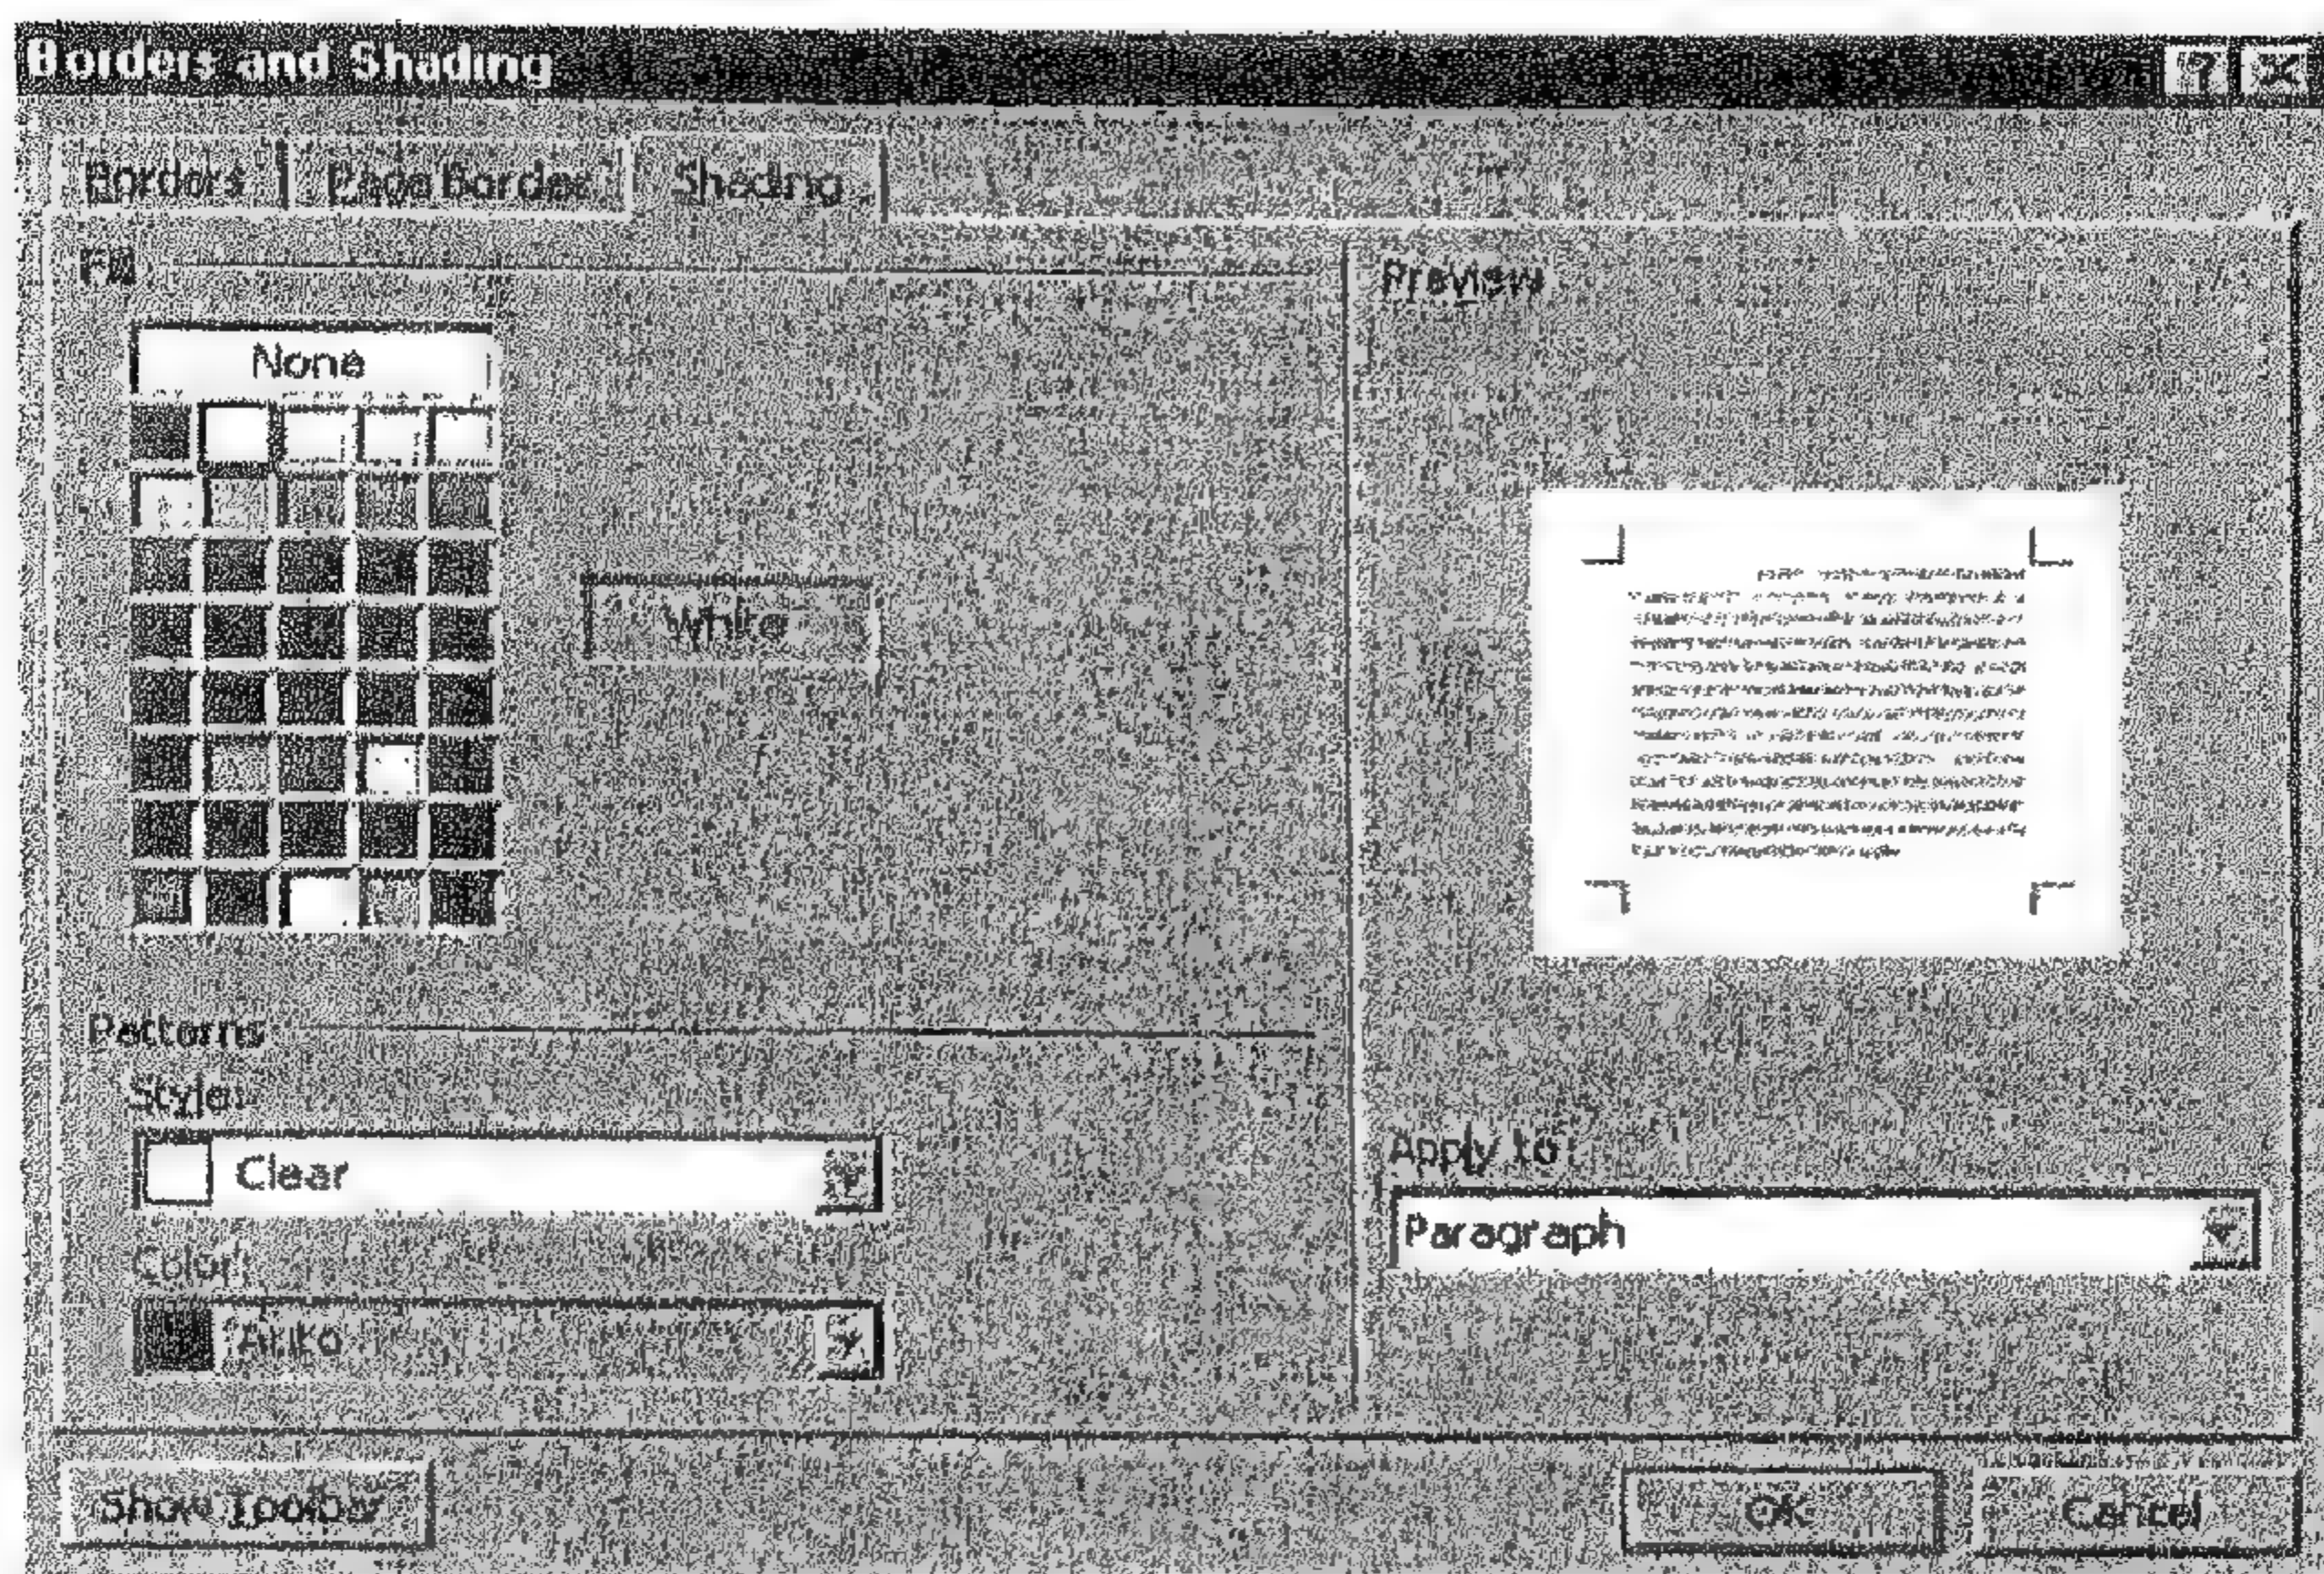 Borders and Shading
Borders Page Border Shading
Fill
Preview
None
White
Patterns
Style:
Clear
Apply to:
Paragraph
Color:
Auto
Show Toolbar
OK Cancel